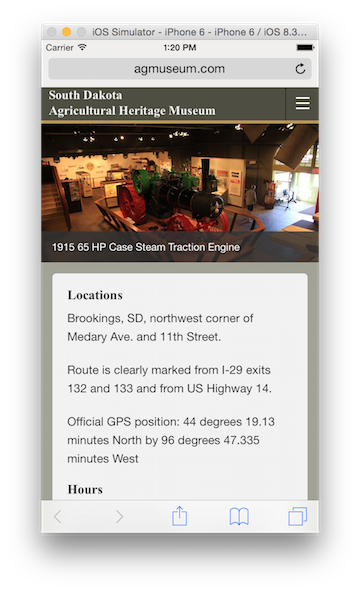 iOS Simulator - iPhone 6 - iPhone 6 / iOS 8.3...
Carrier 1:20 PM
agmuseum.com
South Dakota
Agricultural Heritage Museum
1915 65 HP Case Steam Traction Engine
Locations
Brookings, SD, northwest corner of
Medary Ave. and 11th Street.
Route is clearly marked from I-29 exits
132 and 133 and from US Highway 14.
Official GPS position: 44 degrees 19.13
minutes North by 96 degrees 47.335
minutes West
Hours